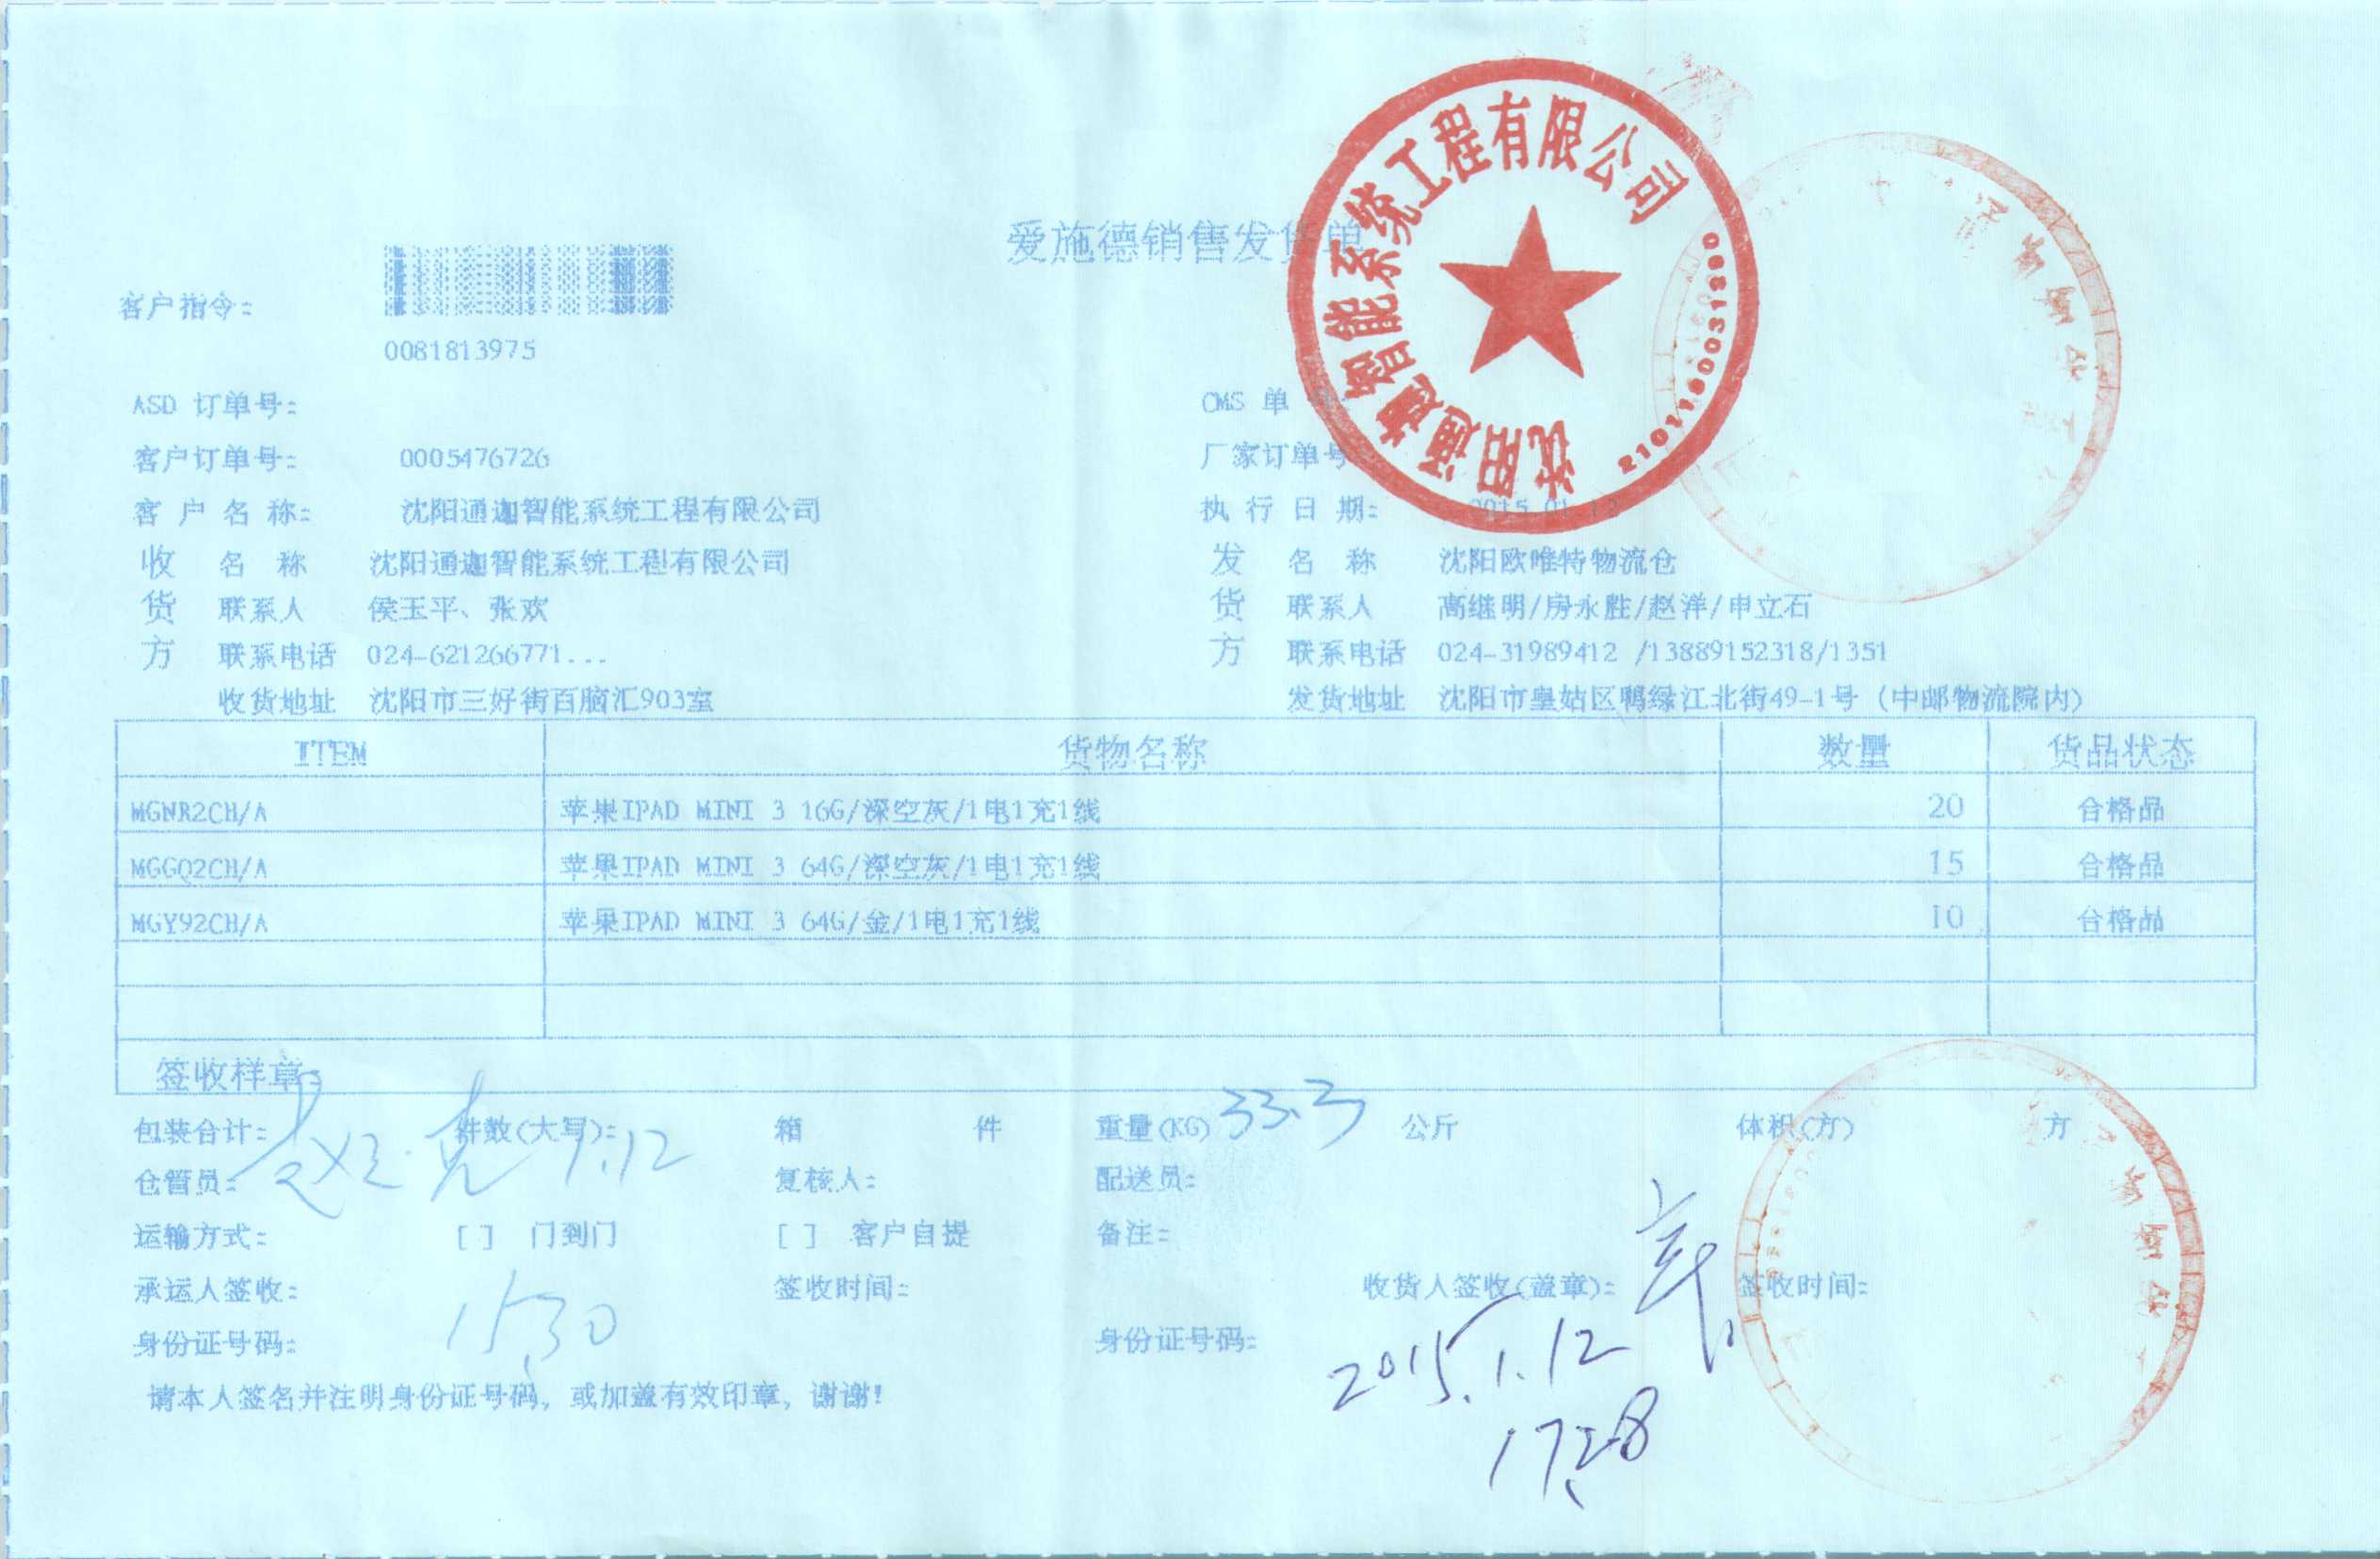 爱施德销售发货单
客户指令:
0081813975
ASD 订单号:
CMS 单
客户订单号: 0005476726
厂家订单号
客户名称: 沈阳通迦智能系统工程有限公司
执行日期: 2015.01.12
收货方 名称 沈阳通迦智能系统工程有限公司
发货方 名称 沈阳欧唯特物流仓
联系人 侯玉平、张欢
联系人 高继明/房永胜/赵洋/申立石
联系电话 024-621266771...
联系电话 024-31989412 /13889152318/1351
收货地址 沈阳市三好街百脑汇903室
发货地址 沈阳市皇姑区鸭绿江北街49-1号（中邮物流院内）
ITEM 货物名称 数量 货品状态
MGNR2CH/A 苹果IPAD MINI 3 16G/深空灰/1电1充1线 20 合格品
MGGQ2CH/A 苹果IPAD MINI 3 64G/深空灰/1电1充1线 15 合格品
MGY92CH/A 苹果IPAD MINI 3 64G/金/1电1充1线 10 合格品
签收样章:
包装合计: 件数(大写): 箱 件 重量(KG) 33.3 公斤 体积(方) 方
仓管员: 1.12 复核人: 配送员:
运输方式: [ ] 门到门 [ ] 客户自提 备注:
承运人签收: 签收时间: 收货人签收(盖章): 签收时间:
15:30
身份证号码: 身份证号码:
2015.1.12
17:28
请本人签名并注明身份证号码，或加盖有效印章，谢谢!
沈阳通迦智能系统工程有限公司